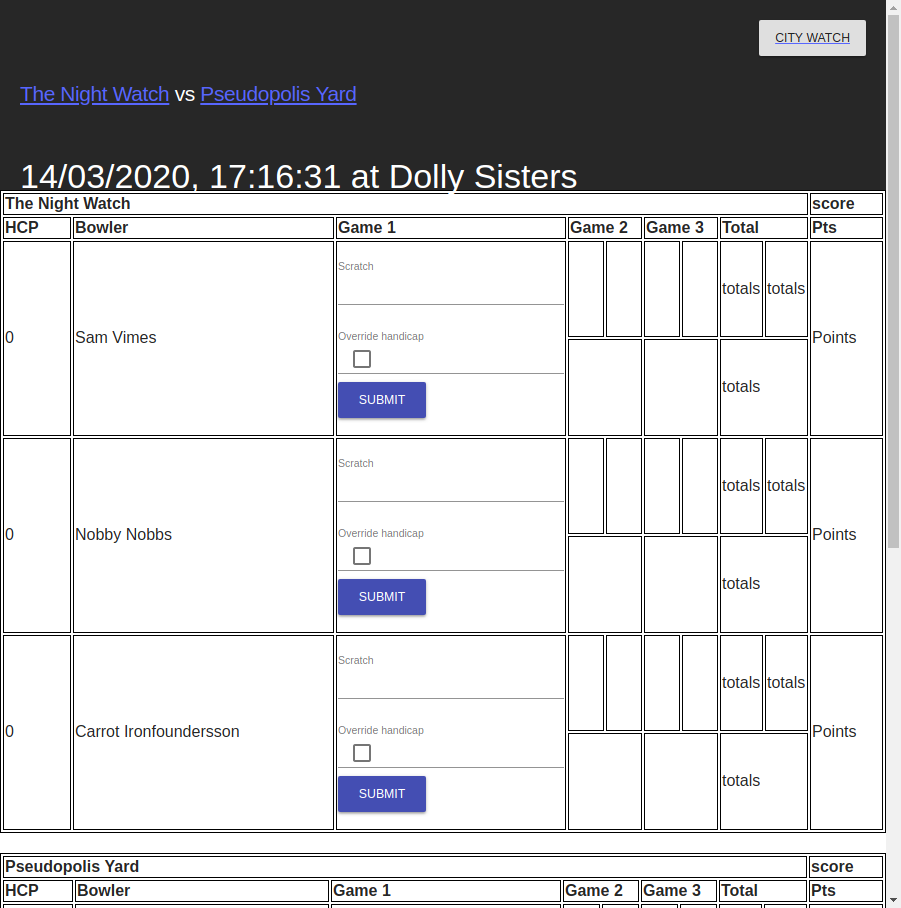 CITY WATCH
The Night Watch vs Pseudopolis Yard
14/03/2020, 17:16:31 at Dolly Sisters
The Night Watch score
HCP Bowler Game 1 Game 2 Game 3 Total Pts
Scratch
totals totals
0 Sam Vimes Override handicap Points
totals
SUBMIT
Scratch
totals totals
0 Nobby Nobbs Override handicap Points
totals
SUBMIT
Scratch
totals totals
0 Carrot Ironfoundersson Override handicap Points
totals
SUBMIT
Pseudopolis Yard score
HCP Bowler Game 1 Game 2 Game 3 Total Pts